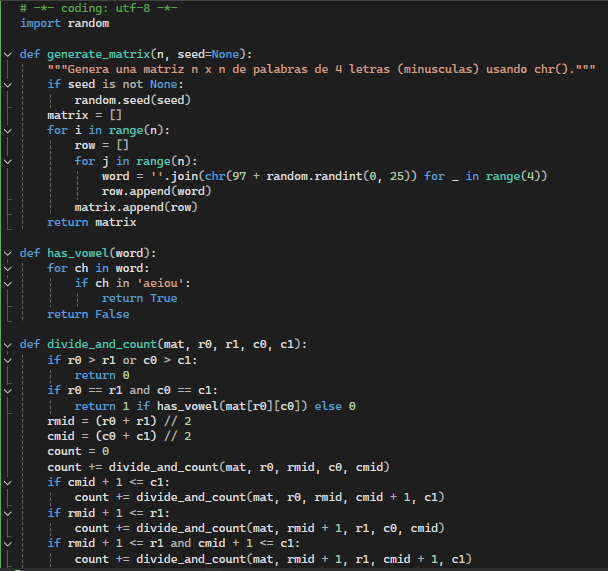 # -*- coding: utf-8 -*-
import random

def generate_matrix(n, seed=None):
    """Genera una matriz n x n de palabras de 4 letras (minusculas) usando chr()."""
    if seed is not None:
        random.seed(seed)
    matrix = []
    for i in range(n):
        row = []
        for j in range(n):
            word = ''.join(chr(97 + random.randint(0, 25)) for _ in range(4))
            row.append(word)
        matrix.append(row)
    return matrix

def has_vowel(word):
    for ch in word:
        if ch in 'aeiou':
            return True
    return False

def divide_and_count(mat, r0, r1, c0, c1):
    if r0 > r1 or c0 > c1:
        return 0
    if r0 == r1 and c0 == c1:
        return 1 if has_vowel(mat[r0][c0]) else 0
    rmid = (r0 + r1) // 2
    cmid = (c0 + c1) // 2
    count = 0
    count += divide_and_count(mat, r0, rmid, c0, cmid)
    if cmid + 1 <= c1:
        count += divide_and_count(mat, r0, rmid, cmid + 1, c1)
    if rmid + 1 <= r1:
        count += divide_and_count(mat, rmid + 1, r1, c0, cmid)
    if rmid + 1 <= r1 and cmid + 1 <= c1:
        count += divide_and_count(mat, rmid + 1, r1, cmid + 1, c1)